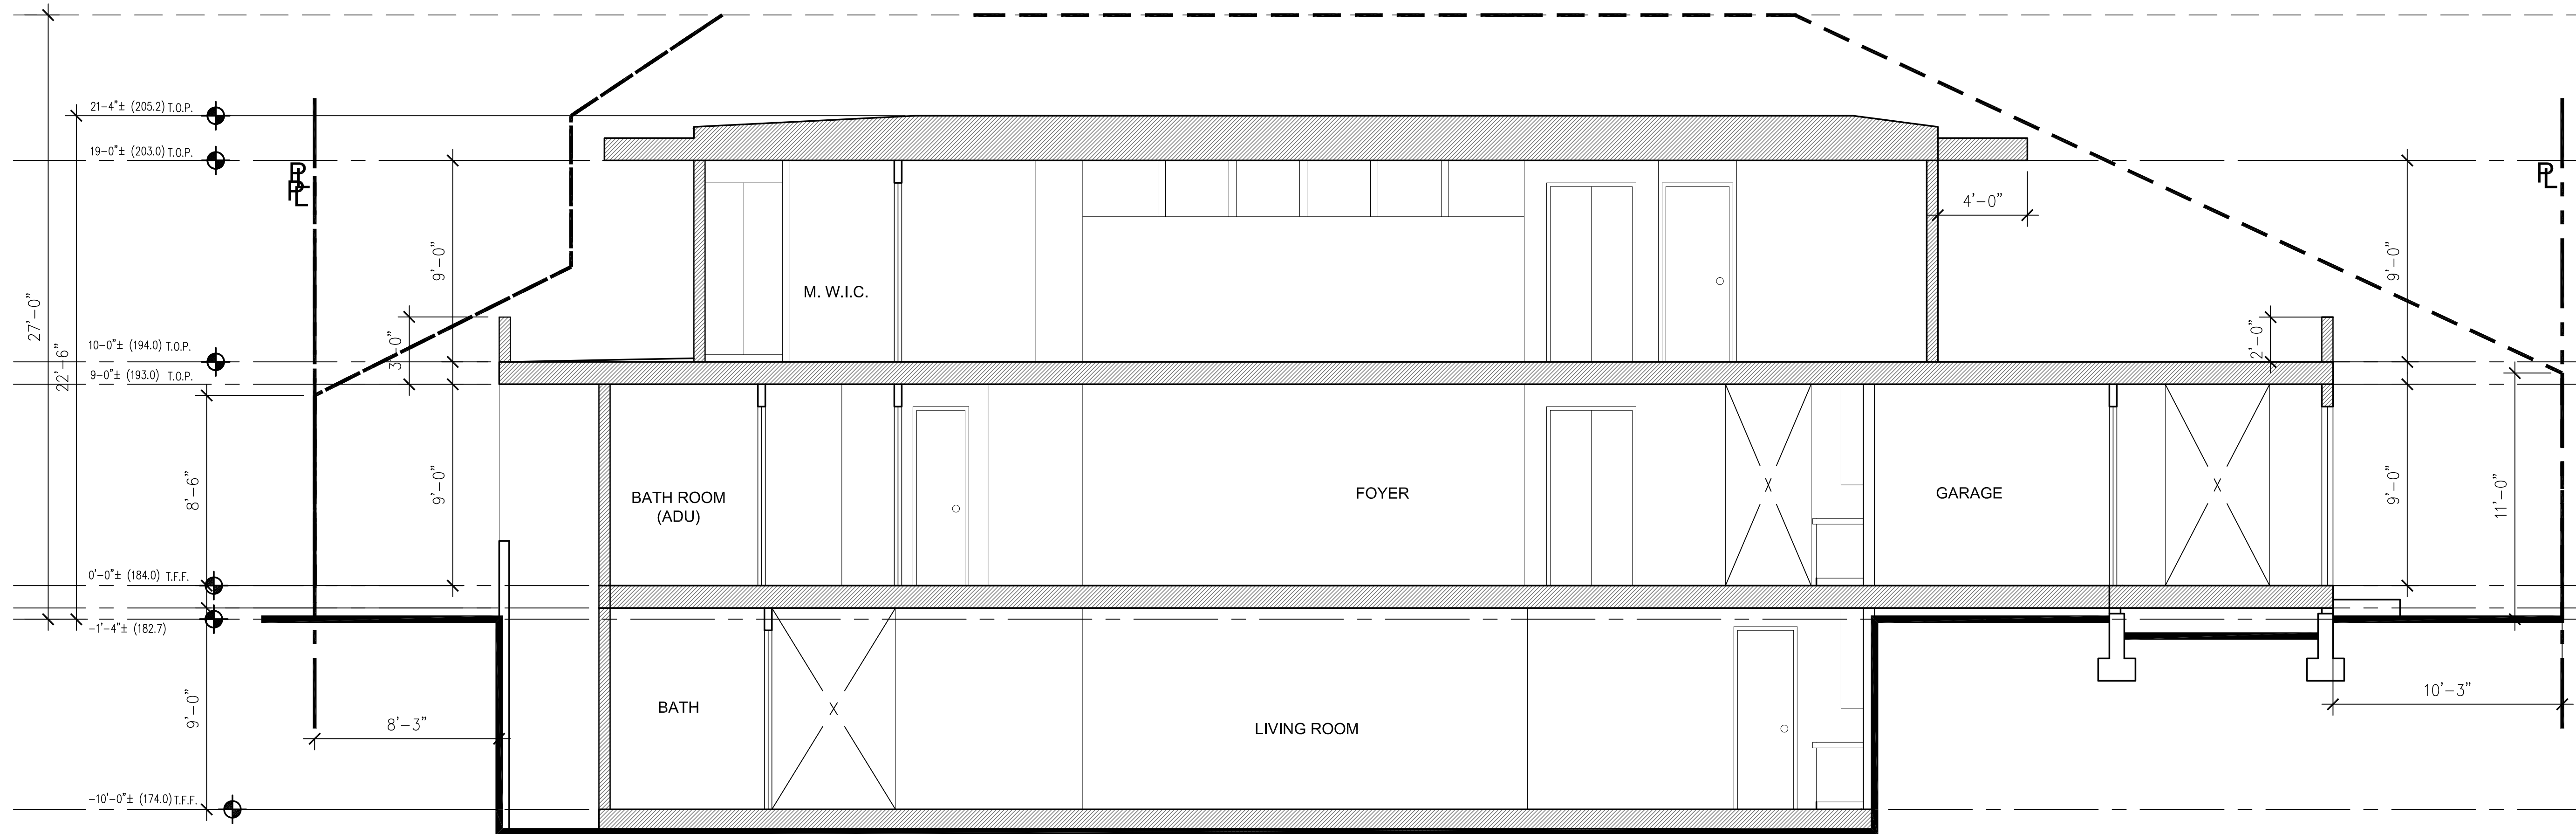 21-4"± (205.2) T.O.P.
19-0"± (203.0) T.O.P.
PL
PL
PL
4'-0"
9'-0"
9'-0"
27'-0"
22'-6"
M. W.I.C.
3'-0"
2'-0"
10-0"± (194.0) T.O.P.
9-0"± (193.0) T.O.P.
8'-6"
9'-0"
BATH ROOM
(ADU)
FOYER
X
GARAGE
X
9'-0"
11'-0"
0'-0"± (184.0) T.F.F.
-1'-4"± (182.7)
9'-0"
8'-3"
BATH
X
LIVING ROOM
10'-3"
-10'-0"± (174.0) T.F.F.